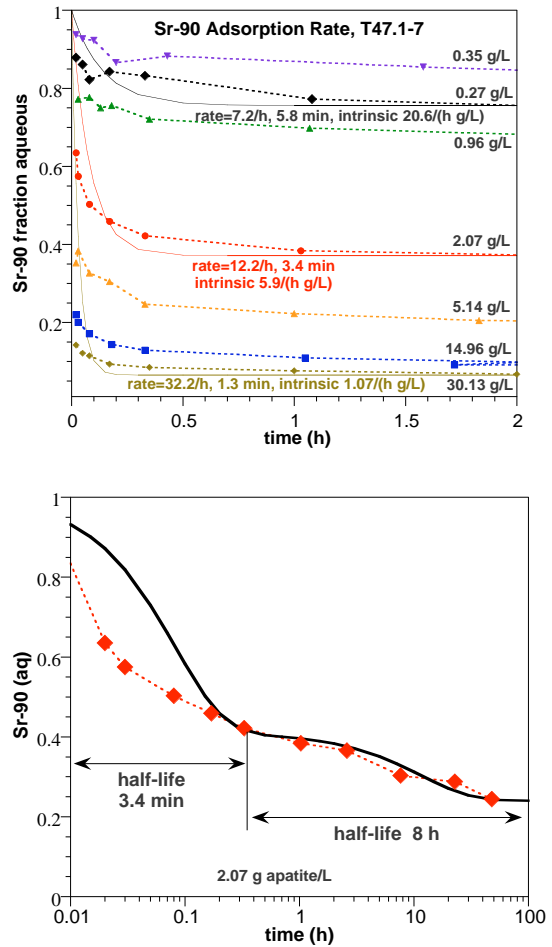 Sr-90 Adsorption Rate, T47.1-7
1
0.8
0.6
0.4
0.2
Sr-90 fraction aqueous
0.35 g/L
0.27 g/L
rate=7.2/h, 5.8 min, intrinsic 20.6/(h g/L)
0.96 g/L
2.07 g/L
rate=12.2/h, 3.4 min
intrinsic 5.9/(h g/L)
5.14 g/L
14.96 g/L
rate=32.2/h, 1.3 min, intrinsic 1.07/(h g/L)
30.13 g/L
0 0.5 1 1.5 2
time (h)
1
0.8
0.6
0.4
0.2
0
Sr-90 (aq)
half-life
3.4 min
half-life 8 h
2.07 g apatite/L
0.01 0.1 1 10 100
time (h)